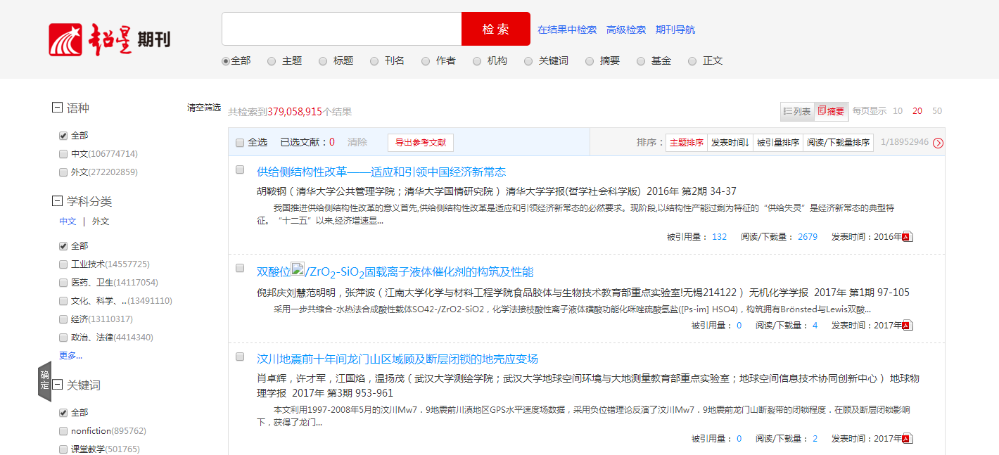 超星 期刊
检 索
在结果中检索 高级检索 期刊导航
全部 主题 标题 刊名 作者 机构 关键词 摘要 基金 正文
语种 清空筛选
全部
中文(106774714)
外文(272202859)
学科分类
中文 | 外文
全部
工业技术(14557725)
医药、卫生(14117054)
文化、科学、..(13491110)
经济(13110317)
政治、法律(4414340)
更多...
确定
关键词
全部
nonfiction(895762)
课堂教学(501765)
共检索到379,058,915个结果 列表 摘要 每页显示 10 20 50
全选 已选文献：0 清除 导出参考文献 排序： 主题排序 发表时间↓ 被引量排序 阅读/下载量排序 1/18952946
供给侧结构性改革——适应和引领中国经济新常态
胡鞍钢（清华大学公共管理学院；清华大学国情研究院） 清华大学学报(哲学社会科学版) 2016年 第2期 34-37
我国推进供给侧结构性改革的意义首先,供给侧结构性改革是适应和引领经济新常态的必然要求。现阶段,以结构性产能过剩为特征的“供给失灵”是经济新常态的典型特
征。“十二五”以来,经济增速显...
被引用量： 132 阅读/下载量： 2679 发表时间：2016年
双酸位/ZrO2-SiO2固载离子液体催化剂的构筑及性能
倪邦庆刘慧范明明，张萍波（江南大学化学与材料工程学院食品胶体与生物技术教育部重点实验室!无锡214122） 无机化学学报 2017年 第1期 97-105
采用一步共缩合-水热法合成酸性载体SO42-/ZrO2-SiO2，化学法接枝酸性离子液体磺酸功能化咪唑硫酸氢盐([Ps-im] HSO4)，构筑拥有Brönsted与Lewis双酸...
被引用量： 0 阅读/下载量： 4 发表时间：2017年
汶川地震前十年间龙门山区域顾及断层闭锁的地壳应变场
肖卓辉，许才军，江国焰，温扬茂（武汉大学测绘学院；武汉大学地球空间环境与大地测量教育部重点实验室；地球空间信息技术协同创新中心） 地球物
理学报 2017年 第3期 953-961
本文利用1997-2008年5月的汶川Mw7．9地震前川滇地区GPS水平速度场数据，采用负位错理论反演了汶川Mw7．9地震前龙门山断裂带的闭锁程度．在顾及断层闭锁影响
下，获得了龙门...
被引用量： 0 阅读/下载量： 2 发表时间：2017年